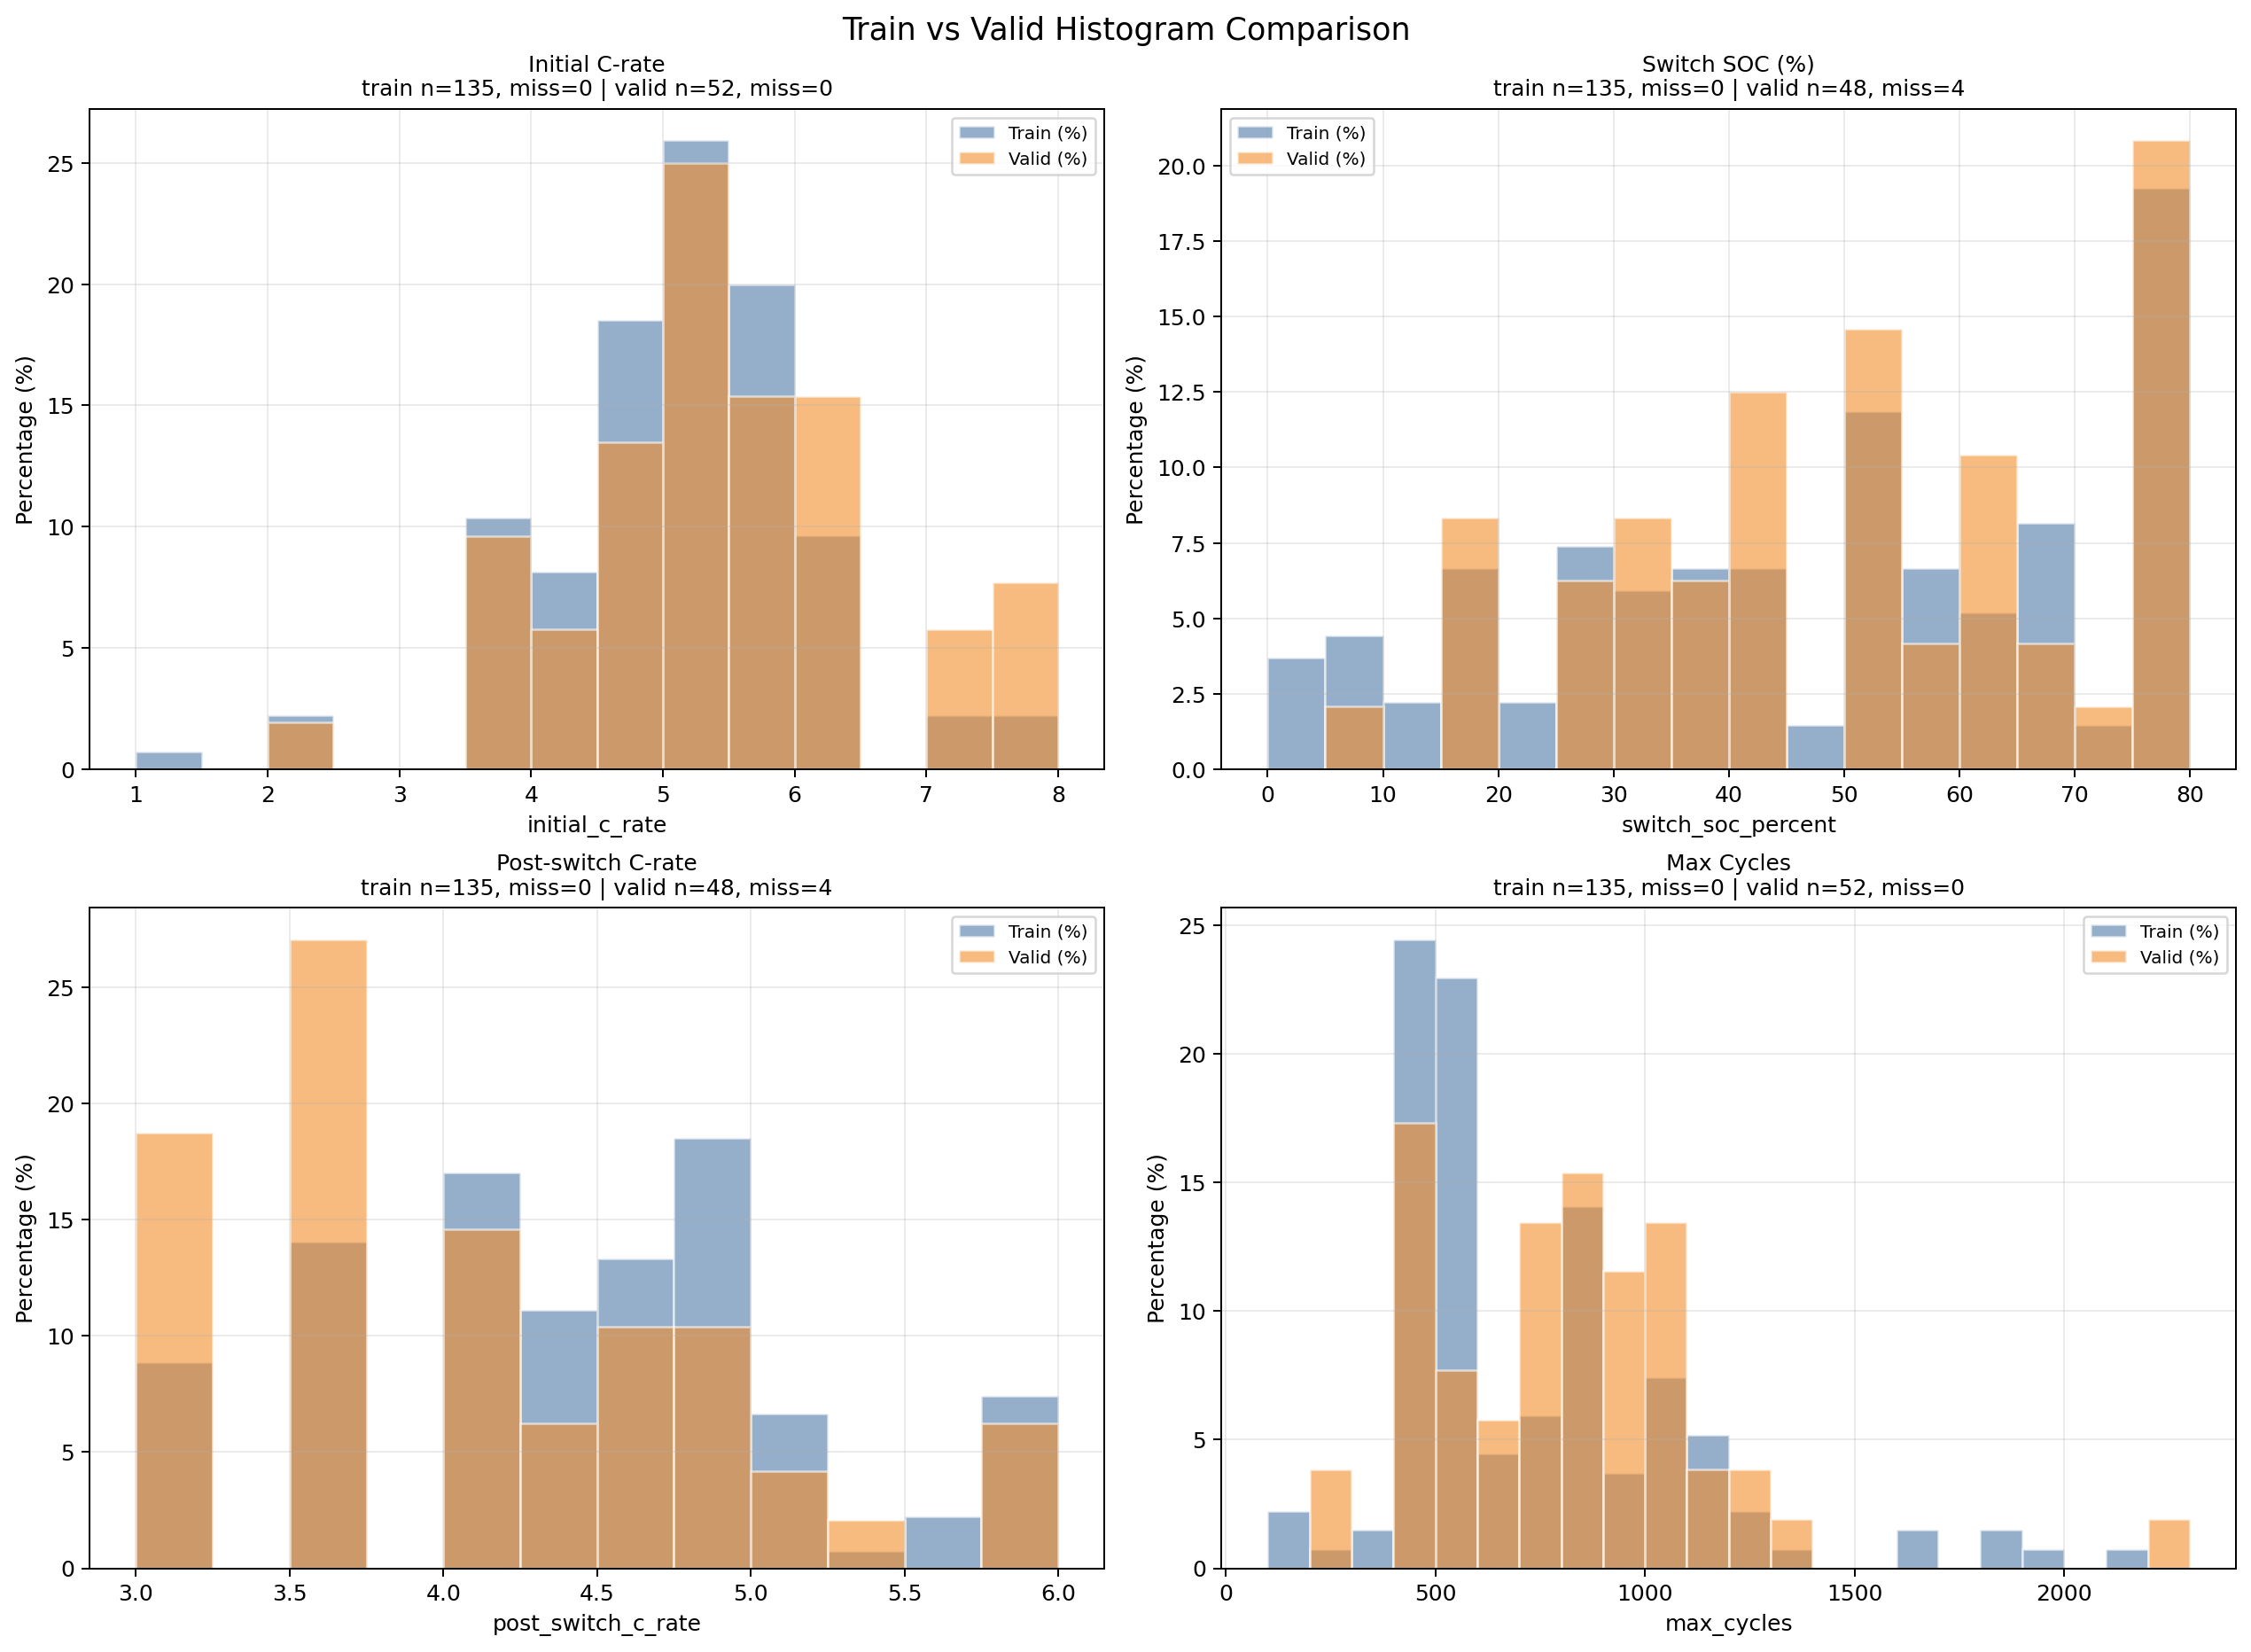 Train vs Valid Histogram Comparison
Initial C-rate
train n=135, miss=0 | valid n=52, miss=0
Train (%)
Valid (%)
25
20
15
10
5
0
Percentage (%)
1 2 3 4 5 6 7 8
initial_c_rate
Switch SOC (%)
train n=135, miss=0 | valid n=48, miss=4
Train (%)
Valid (%)
20.0
17.5
15.0
12.5
10.0
7.5
5.0
2.5
0.0
Percentage (%)
0 10 20 30 40 50 60 70 80
switch_soc_percent
Post-switch C-rate
train n=135, miss=0 | valid n=48, miss=4
Train (%)
Valid (%)
25
20
15
10
5
0
Percentage (%)
3.0 3.5 4.0 4.5 5.0 5.5 6.0
post_switch_c_rate
Max Cycles
train n=135, miss=0 | valid n=52, miss=0
Train (%)
Valid (%)
25
20
15
10
5
0
Percentage (%)
0 500 1000 1500 2000
max_cycles